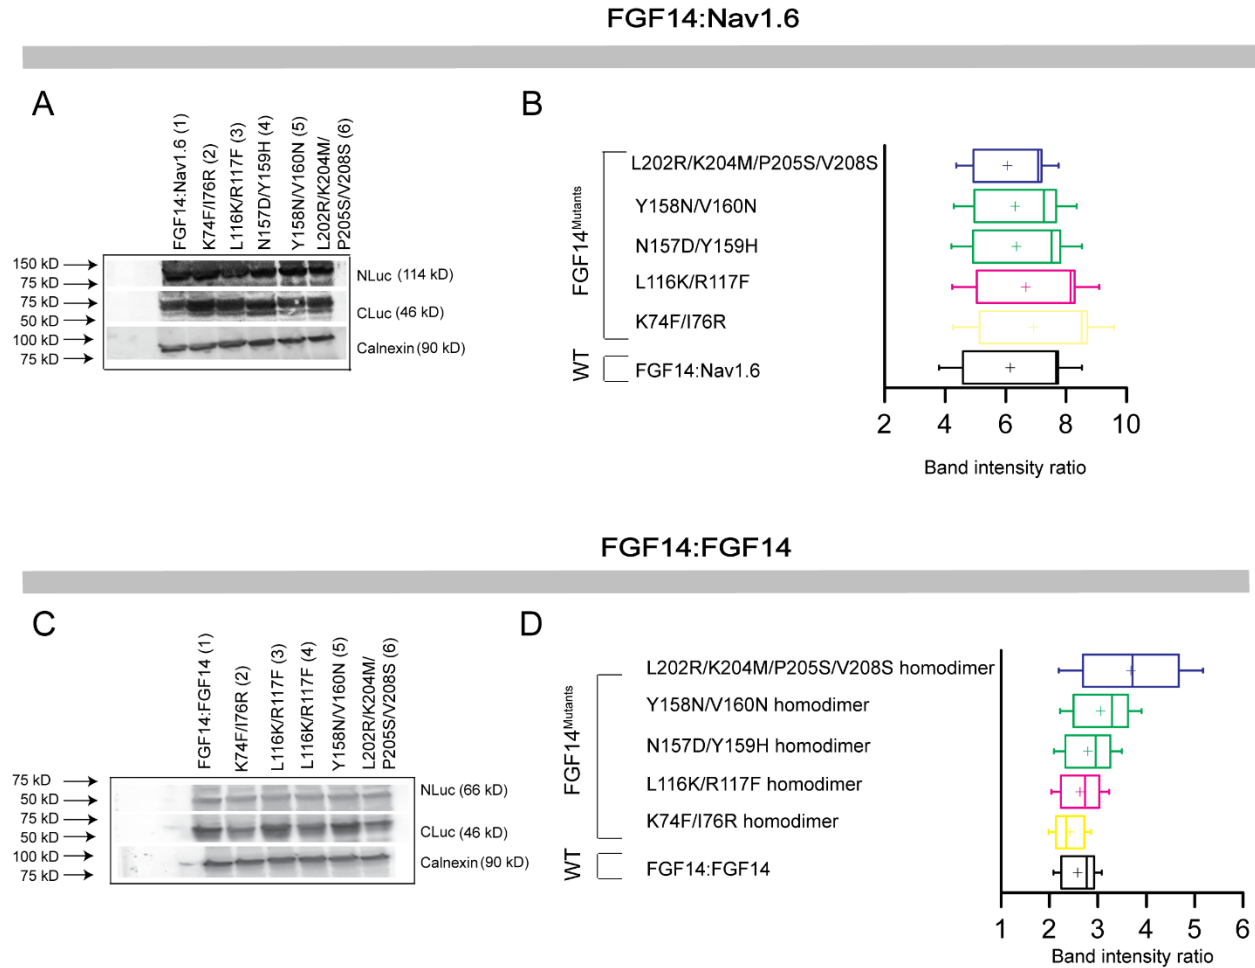 FGF14:Nav1.6
A
FGF14:Nav1.6 (1)
K74F/I76R (2)
L116K/R117F (3)
N157D/Y159H (4)
Y158N/V160N (5)
L202R/K204M/
P205S/V208S (6)
150 kD
75 kD
75 kD
50 kD
100 kD
75 kD
NLuc (114 kD)
CLuc (46 kD)
Calnexin (90 kD)
B
FGF14Mutants
L202R/K204M/P205S/V208S
Y158N/V160N
N157D/Y159H
L116K/R117F
K74F/I76R
WT
FGF14:Nav1.6
2 4 6 8 10
Band intensity ratio
FGF14:FGF14
C
FGF14:FGF14 (1)
K74F/I76R (2)
L116K/R117F (3)
L116K/R117F (4)
Y158N/V160N (5)
L202R/K204M/
P205S/V208S (6)
75 kD
50 kD
75 kD
50 kD
100 kD
75 kD
NLuc (66 kD)
CLuc (46 kD)
Calnexin (90 kD)
D
FGF14Mutants
L202R/K204M/P205S/V208S homodimer
Y158N/V160N homodimer
N157D/Y159H homodimer
L116K/R117F homodimer
K74F/I76R homodimer
WT
FGF14:FGF14
1 2 3 4 5 6
Band intensity ratio